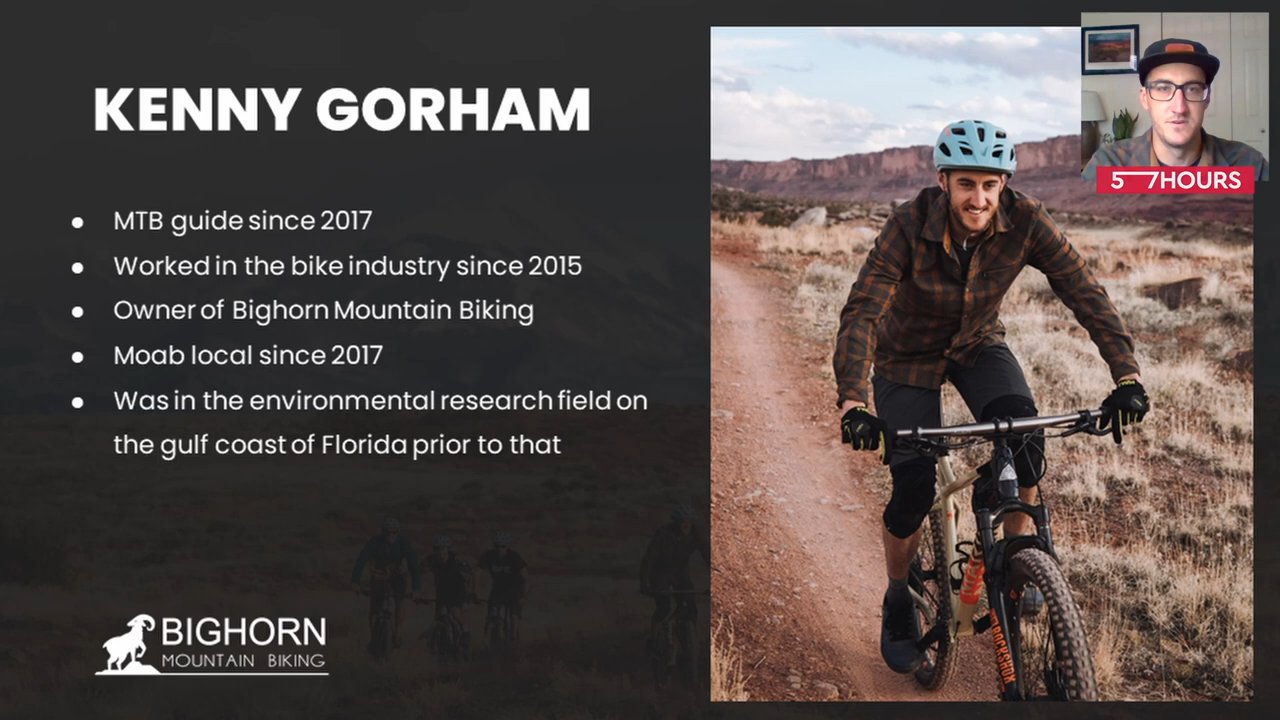 KENNY GORHAM
● MTB guide since 2017
● Worked in the bike industry since 2015
● Owner of Bighorn Mountain Biking
● Moab local since 2017
● Was in the environmental research field on
the gulf coast of Florida prior to that
BIGHORN
MOUNTAIN BIKING
57HOURS
ROCKSHOX